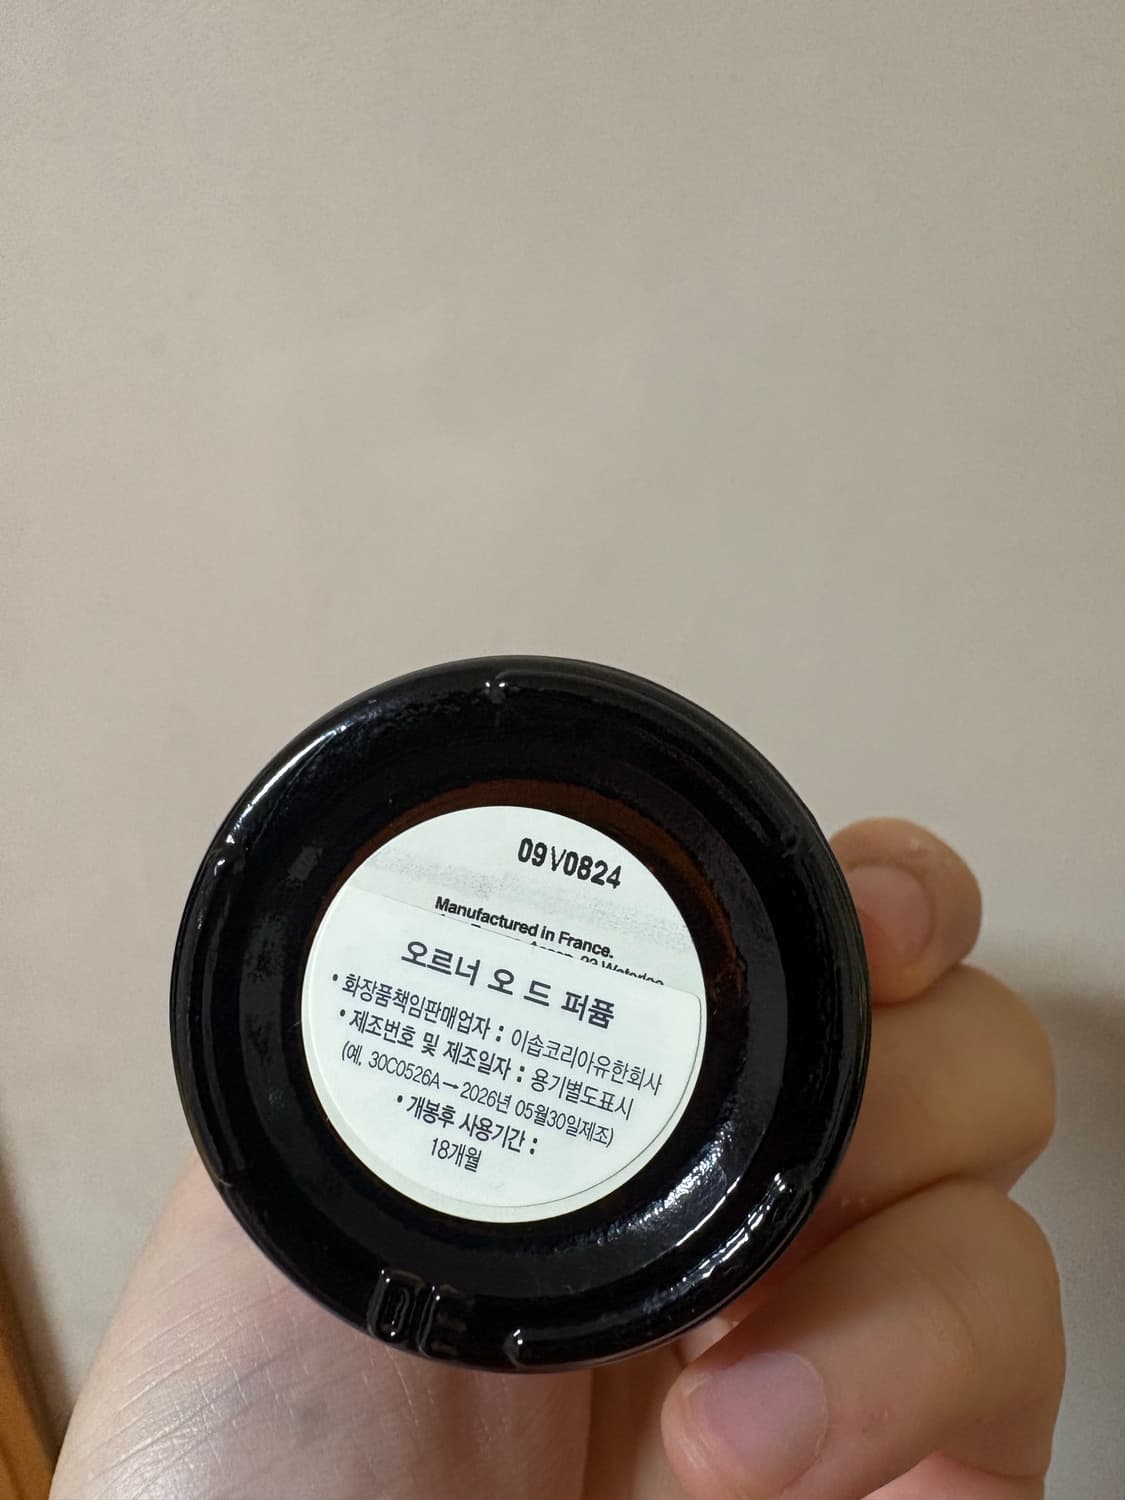 09V0824
Manufactured in France.
오르너 오 드 퍼퓸
• 화장품책임판매업자 : 이솝코리아유한회사
• 제조번호 및 제조일자 : 용기별도표시
(예. 30C0526A→2026년 05월30일제조)
• 개봉후 사용기간 :
18개월